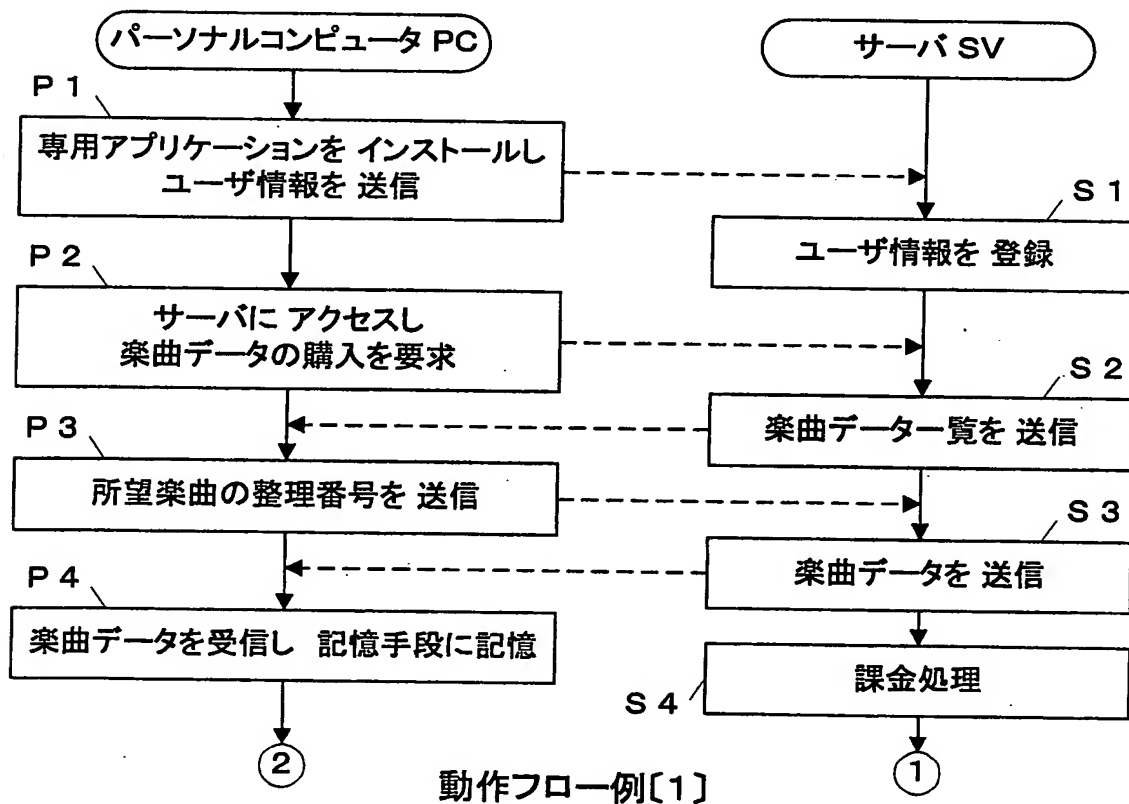 パーソナルコンピュータ PC
サーバ SV
P 1
専用アプリケーションを インストールし
ユーザ情報を 送信
S 1
ユーザ情報を 登録
P 2
サーバに アクセスし
楽曲データの購入を要求
S 2
楽曲データ一覧を 送信
P 3
所望楽曲の整理番号を 送信
S 3
楽曲データを 送信
P 4
楽曲データを受信し 記憶手段に記憶
課金処理
S 4
②
①
動作フロー例〔1〕